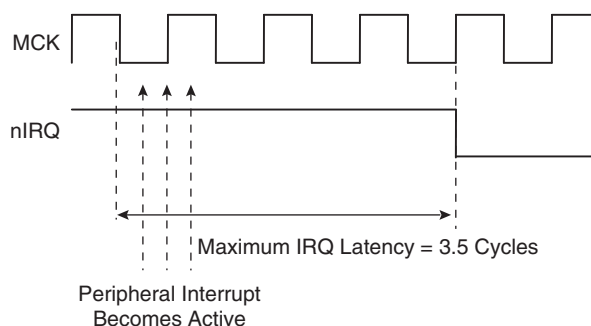 MCK
nIRQ
Maximum IRQ Latency = 3.5 Cycles
Peripheral Interrupt
Becomes Active